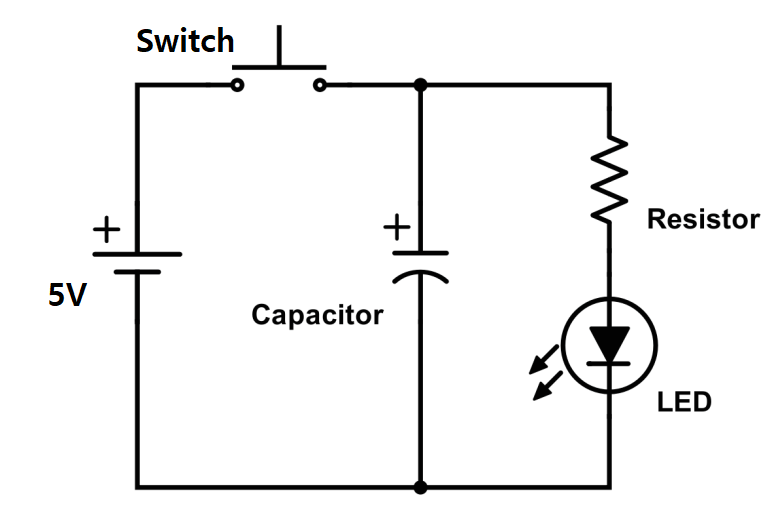 Switch
+
+
Resistor
5V
Capacitor
LED